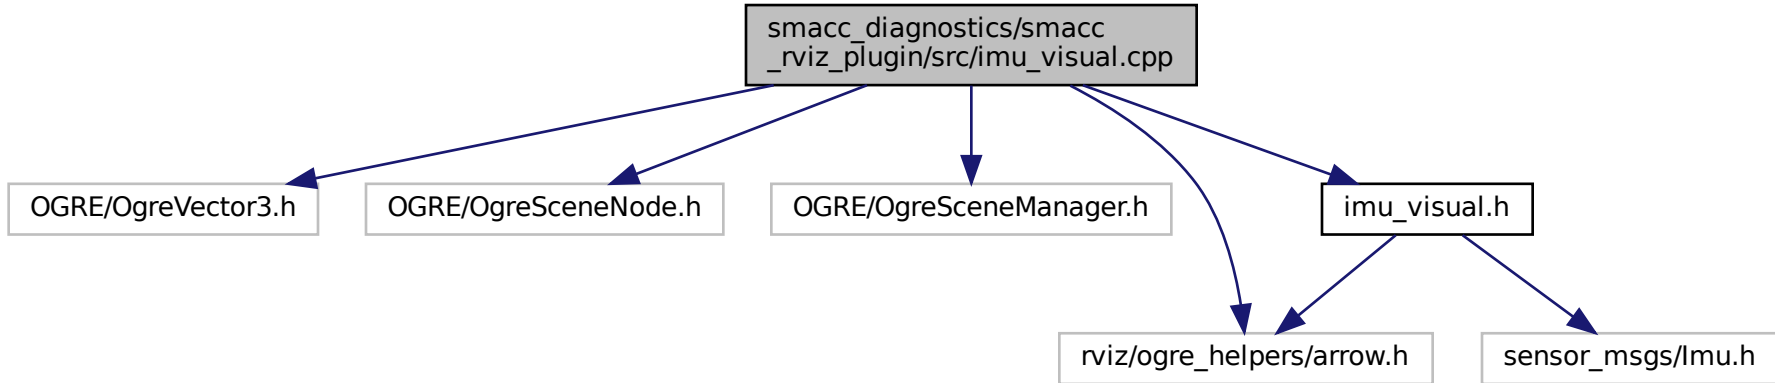 smacc_diagnostics/smacc
_rviz_plugin/src/imu_visual.cpp
OGRE/OgreVector3.h
OGRE/OgreSceneNode.h
OGRE/OgreSceneManager.h
imu_visual.h
rviz/ogre_helpers/arrow.h
sensor_msgs/Imu.h